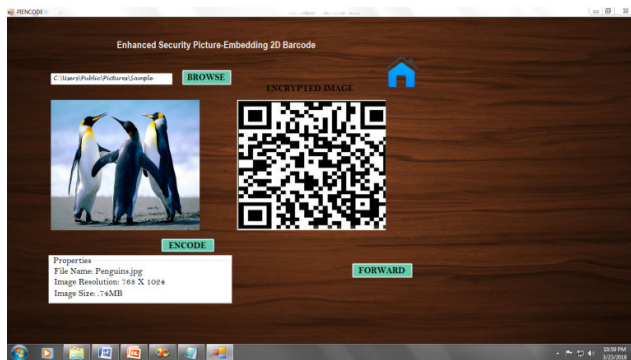 PIENCODE
Enhanced Security Picture-Embedding 2D Barcode
C:\Users\Public\Pictures\Sample
BROWSE
ENCRYPTED IMAGE
ENCODE
Properties
File Name: Penguins.jpg
Image Resolution: 768 X 1024
Image Size: .74MB
FORWARD
10:59 PM
3/23/2018